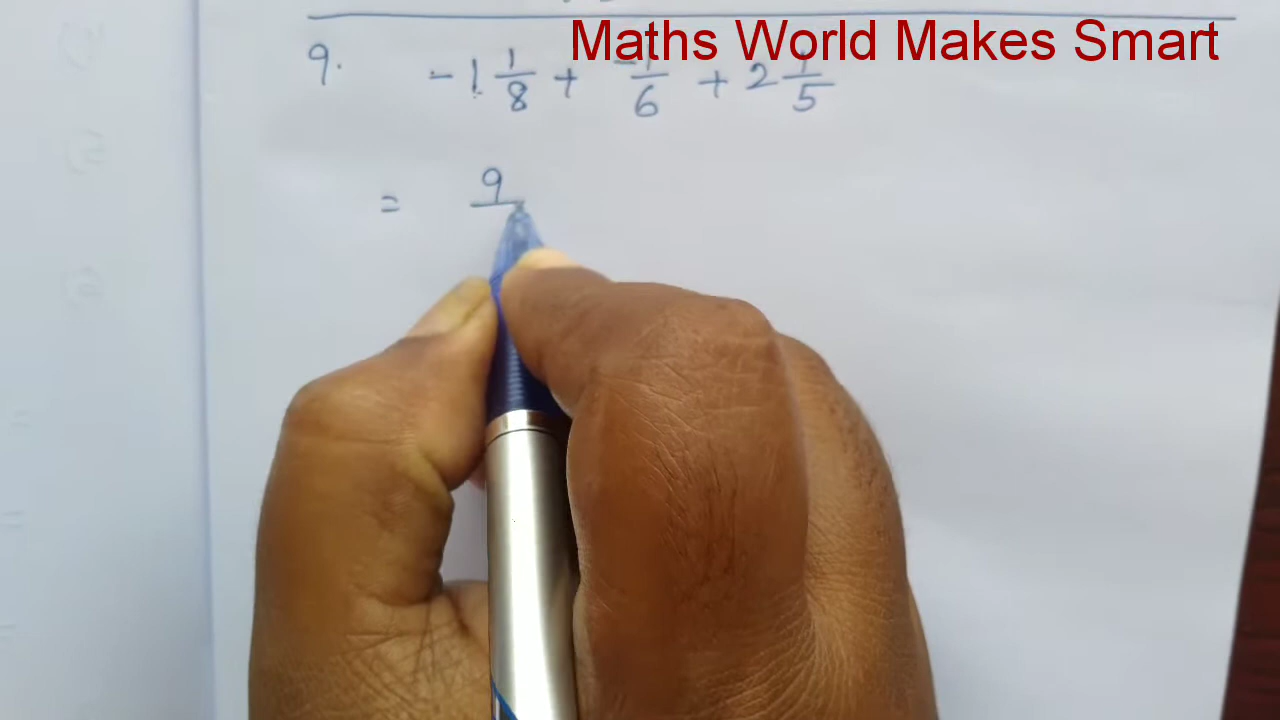 Maths World Makes Smart
9. -1 1/8 + -1/6 + 2 1/5
= 9